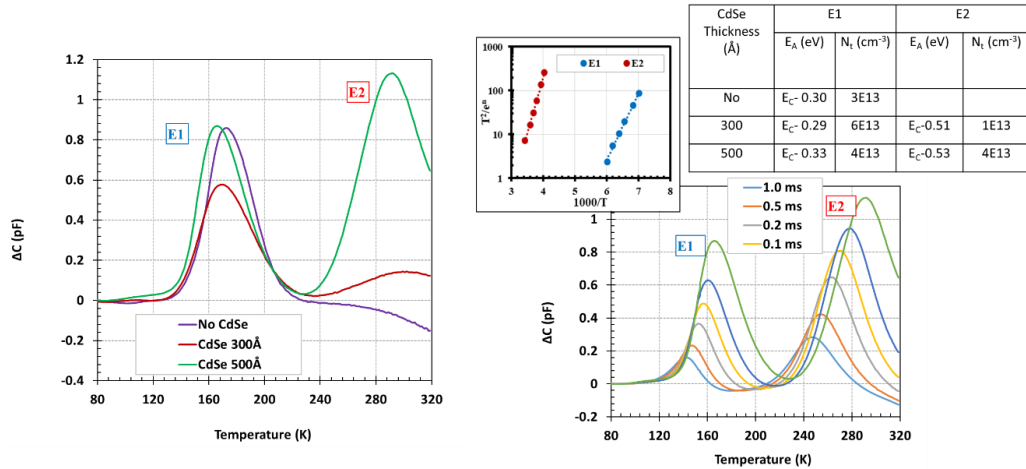 1.2
1
0.8
0.6
0.4
0.2
0
-0.2
-0.4
80 120 160 200 240 280 320
ΔC (pF)
Temperature (K)
E1
E2
No CdSe
CdSe 300Å
CdSe 500Å
1000
100
10
1
3 4 5 6 7 8
T²/eⁿ
1000/T
E1 E2
CdSe Thickness (Å) E1 E2
E_A (eV) N_t (cm⁻³) E_A (eV) N_t (cm⁻³)
No E_C- 0.30 3E13
300 E_C- 0.29 6E13 E_C-0.51 1E13
500 E_C- 0.33 4E13 E_C-0.53 4E13
1
0.8
0.6
0.4
0.2
0
-0.2
80 120 160 200 240 280 320
ΔC (pF)
Temperature (K)
E1
E2
1.0 ms
0.5 ms
0.2 ms
0.1 ms